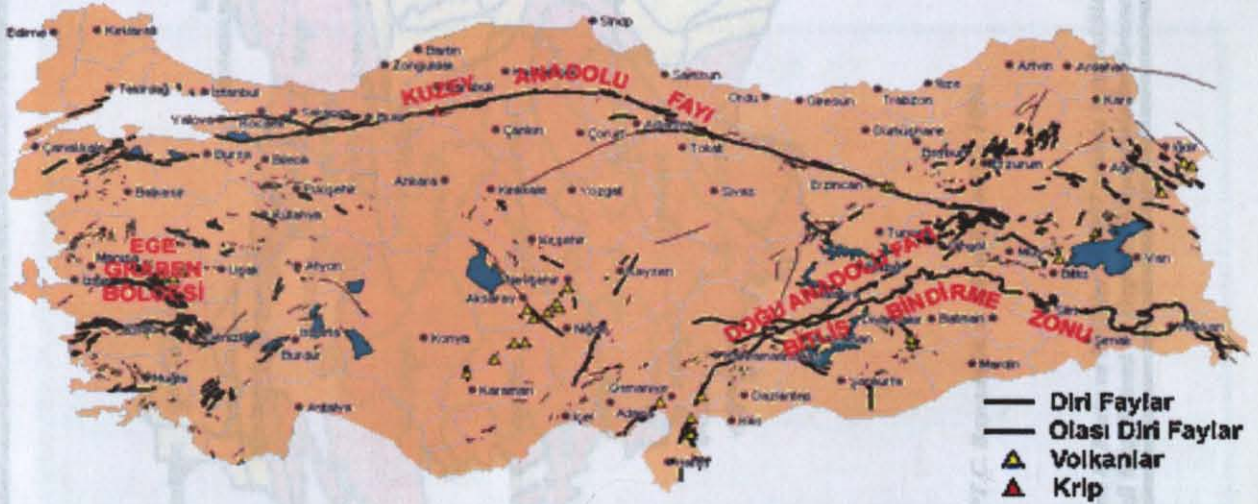 Sinop
Edirne
Kırklareli
Bartın
Zonguldak
Samsun
Artvin
Ardahan
Tekirdağ
İstanbul
KUZEY ANADOLU FAYI
Ordu
Giresun
Trabzon
Rize
Kars
Yalova
Kocaeli
Sakarya
Çankırı
Çorum
Amasya
Gümüşhane
Iğdır
Çanakkale
Bursa
Bilecik
Tokat
Bayburt
Erzurum
Ağrı
Balıkesir
Eskişehir
Ankara
Kırıkkale
Yozgat
Sivas
Erzincan
Kütahya
EGE
GRABEN
BÖLGESİ
Manisa
Uşak
Afyon
Kırşehir
Kayseri
Nevşehir
Aksaray
Bitlis
Van
DOĞU ANADOLU FAYI
BİTLİS BİNDİRME ZONU
Batman
Siirt
Hakkari
Şırnak
Denizli
Isparta
Burdur
Konya
Niğde
Mardin
Muğla
Antalya
Karaman
Osmaniye
Gaziantep
Şanlıurfa
İçel
Adana
Kilis
Hatay
Diri Faylar
Olası Diri Faylar
Volkanlar
Krip